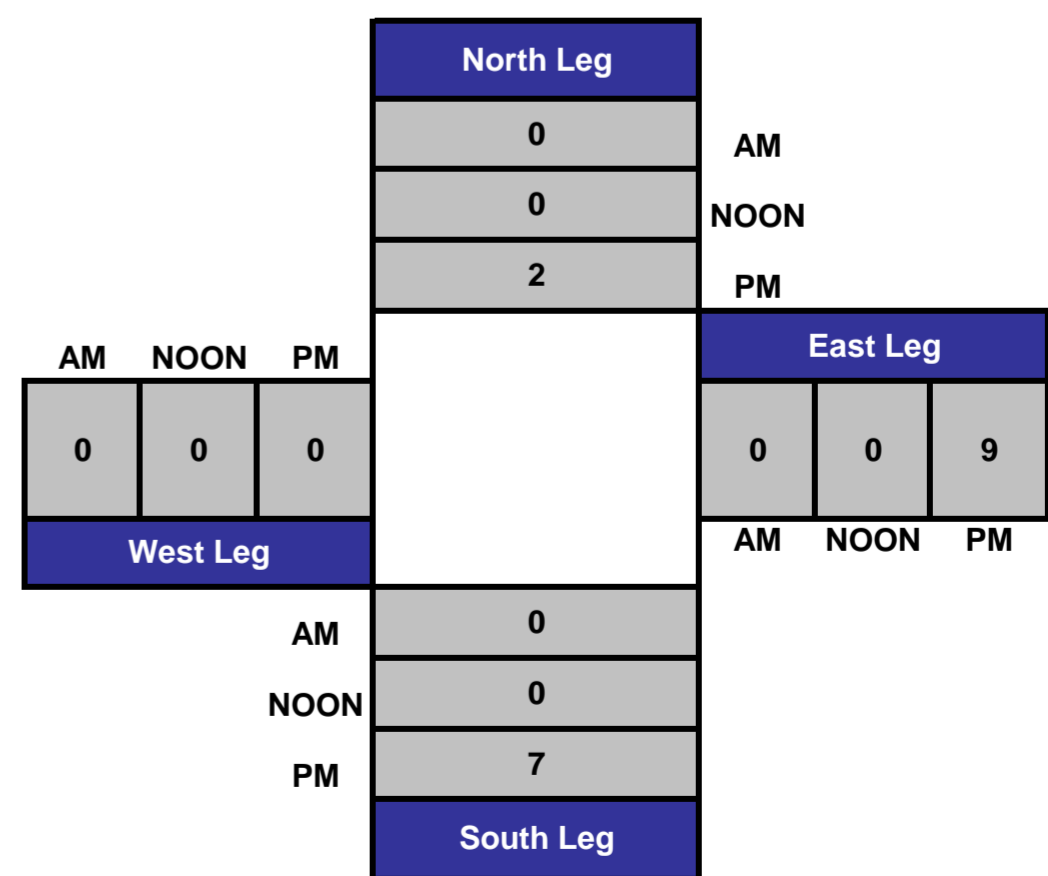 North Leg
0 AM
0 NOON
2 PM
East Leg
AM NOON PM
0 0 0
0 0 9
West Leg
AM NOON PM
AM 0
NOON 0
PM 7
South Leg